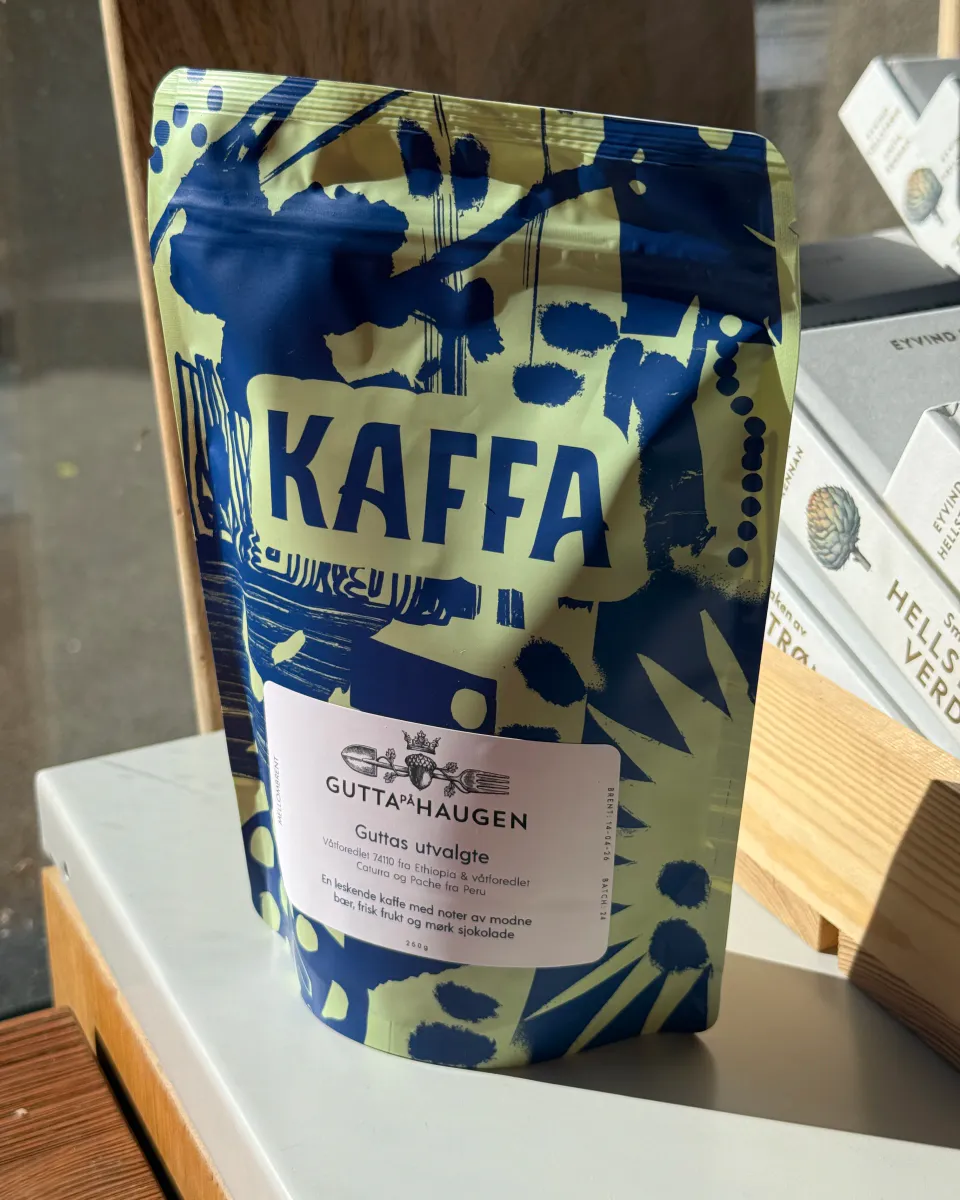 KAFFA
GUTTA PÅ HAUGEN
Guttas utvalgte
Våtforedlet 74110 fra Ethiopia & våtforedlet
Caturra og Pache fra Peru
En leskende kaffe med noter av modne
bær, frisk frukt og mørk sjokolade
250g
MELLOMBRENT
BRENT: 14-04-26 BATCH: 24
EYVIND
EYVIND
HELLS
HELLS
VERD